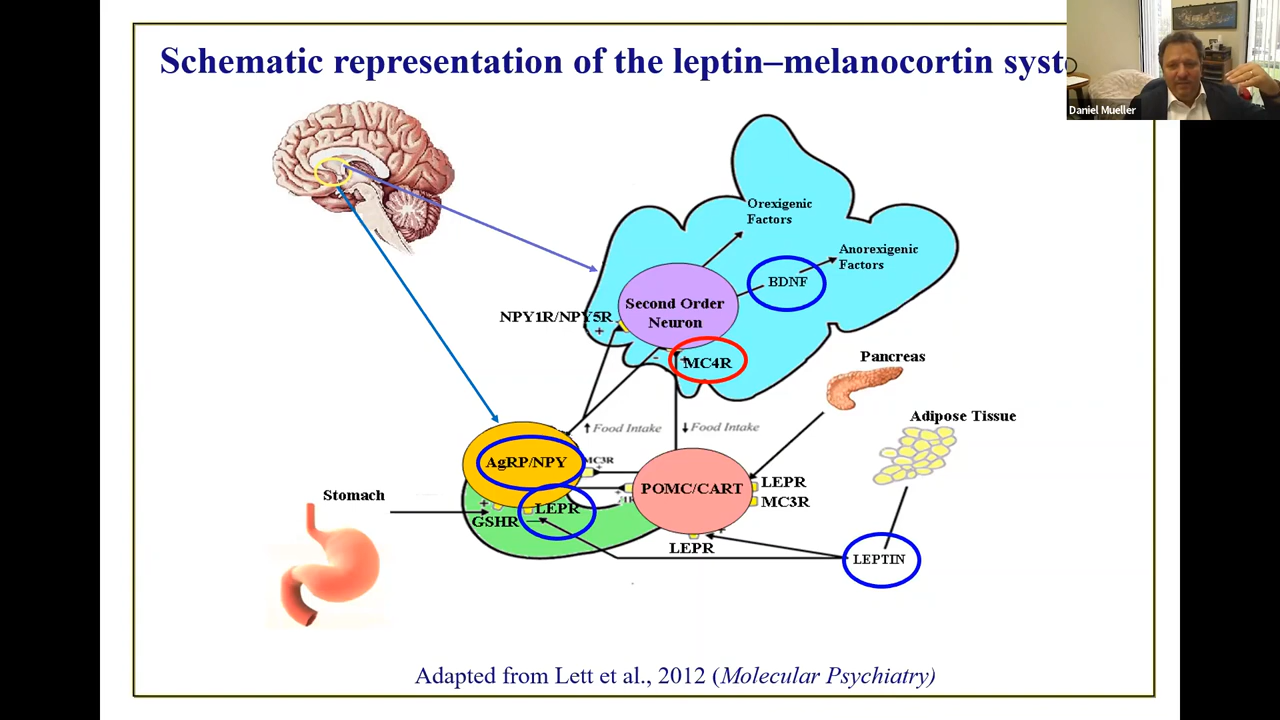 Schematic representation of the leptin–melanocortin syst
Daniel Mueller
Orexigenic
Factors
Anorexigenic
Factors
BDNF
Second Order
Neuron
NPY1R/NPY5R
+
-
+
MC4R
Pancreas
Adipose Tissue
↑ Food Intake
↓ Food Intake
AgRP/NPY
MC3R
+
POMC/CART
LEPR
MC3R
Stomach
+
GSHR
LEPR
LEPR
+
LEPTIN
Adapted from Lett et al., 2012 (Molecular Psychiatry)